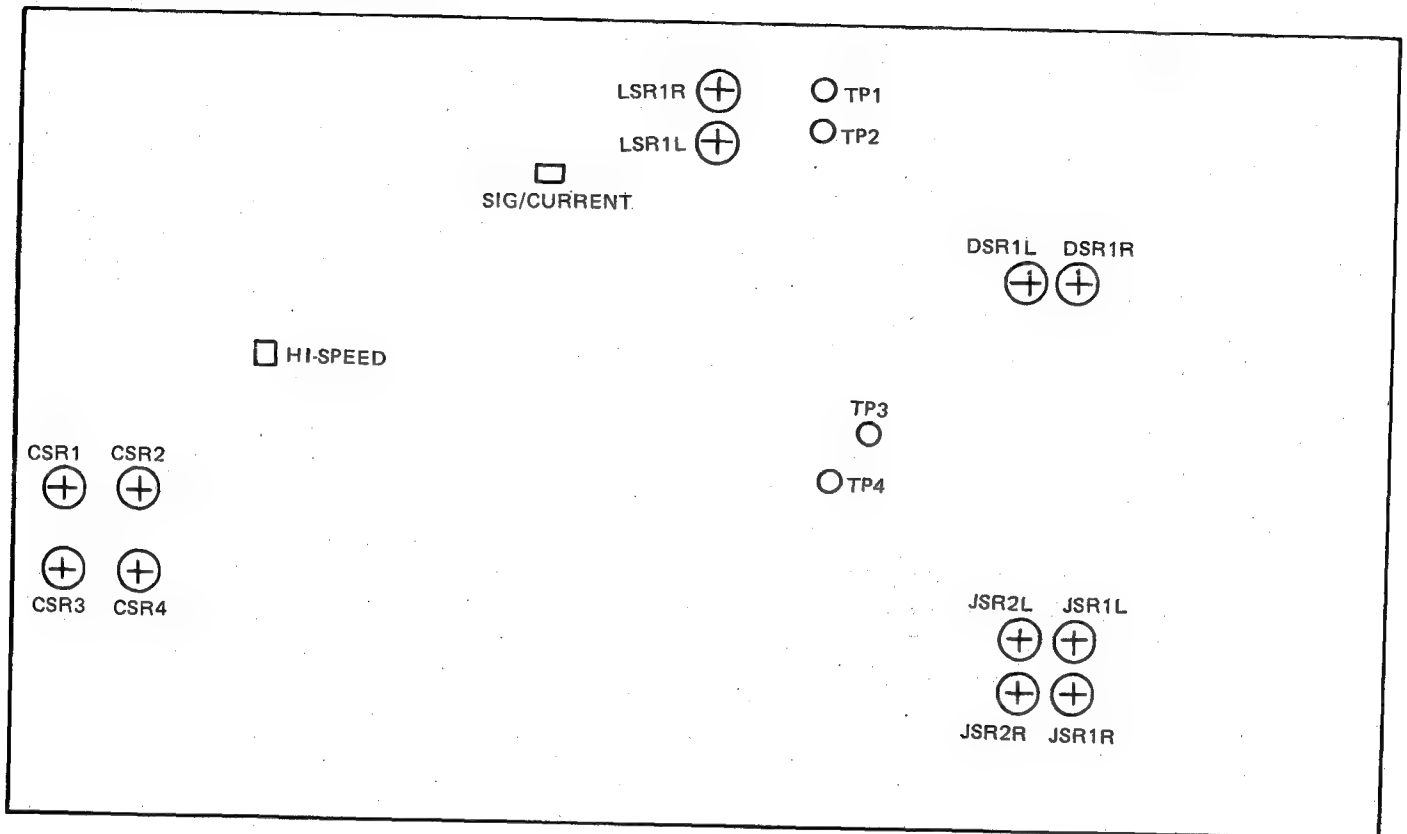 LSR1R
TP1
LSR1L
TP2
SIG/CURRENT
DSR1L DSR1R
HI-SPEED
TP3
CSR1 CSR2
TP4
CSR3 CSR4
JSR2L JSR1L
JSR2R JSR1R